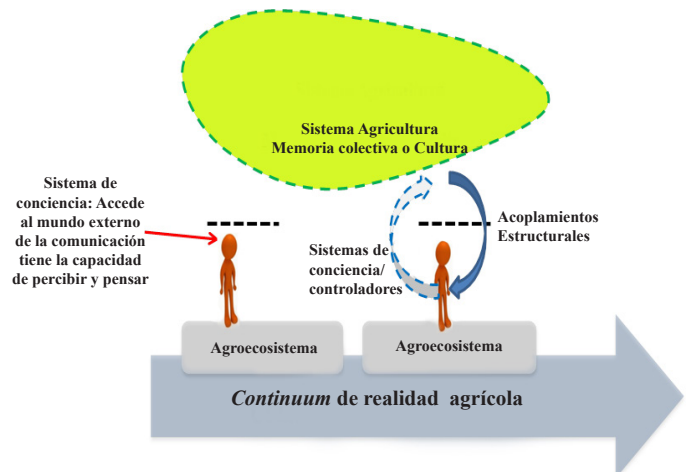 Sistema Agricultura
Memoria colectiva o Cultura
Sistema de
conciencia: Accede
al mundo externo
de la comunicación
tiene la capacidad
de percibir y pensar
Acoplamientos
Estructurales
Sistemas de
conciencia/
controladores
Agroecosistema
Agroecosistema
Continuum de realidad agrícola